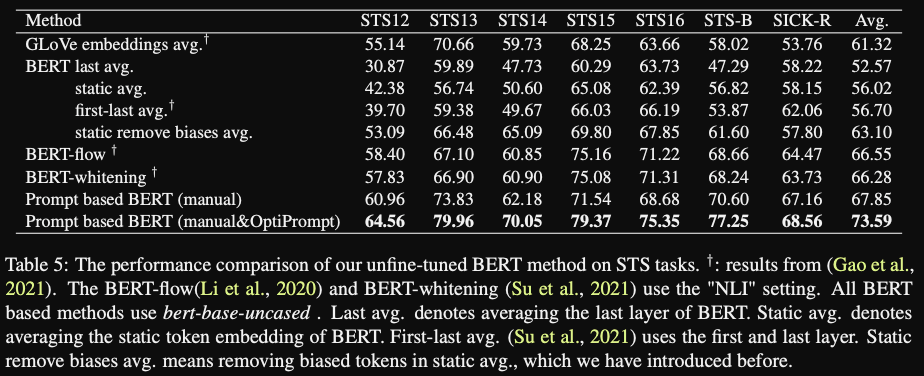 Method STS12 STS13 STS14 STS15 STS16 STS-B SICK-R Avg.
GLoVe embeddings avg.† 55.14 70.66 59.73 68.25 63.66 58.02 53.76 61.32
BERT last avg. 30.87 59.89 47.73 60.29 63.73 47.29 58.22 52.57
static avg. 42.38 56.74 50.60 65.08 62.39 56.82 58.15 56.02
first-last avg.† 39.70 59.38 49.67 66.03 66.19 53.87 62.06 56.70
static remove biases avg. 53.09 66.48 65.09 69.80 67.85 61.60 57.80 63.10
BERT-flow † 58.40 67.10 60.85 75.16 71.22 68.66 64.47 66.55
BERT-whitening † 57.83 66.90 60.90 75.08 71.31 68.24 63.73 66.28
Prompt based BERT (manual) 60.96 73.83 62.18 71.54 68.68 70.60 67.16 67.85
Prompt based BERT (manual&OptiPrompt) 64.56 79.96 70.05 79.37 75.35 77.25 68.56 73.59
Table 5: The performance comparison of our unfine-tuned BERT method on STS tasks. †: results from (Gao et al.,
2021). The BERT-flow(Li et al., 2020) and BERT-whitening (Su et al., 2021) use the "NLI" setting. All BERT
based methods use bert-base-uncased . Last avg. denotes averaging the last layer of BERT. Static avg. denotes
averaging the static token embedding of BERT. First-last avg. (Su et al., 2021) uses the first and last layer. Static
remove biases avg. means removing biased tokens in static avg., which we have introduced before.